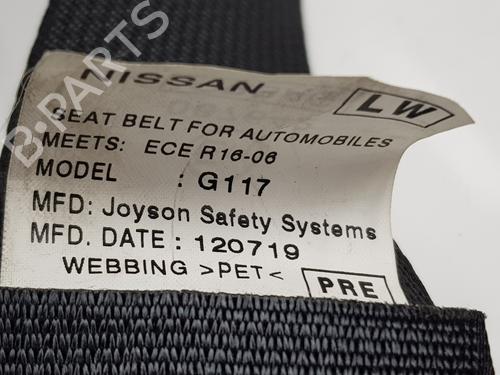 NISSAN
LW
SEAT BELT FOR AUTOMOBILES
MEETS: ECE R16-06
MODEL : G117
MFD: Joyson Safety Systems
MFD. DATE : 120719
WEBBING >PET<
PRE
B-PARTS